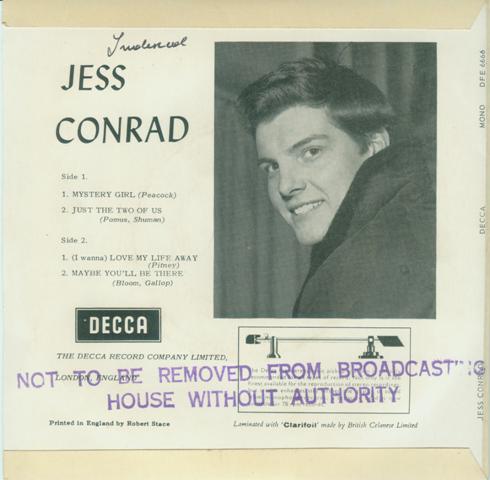 JESS
CONRAD
Side 1.
1. MYSTERY GIRL (Peacock)
2. JUST THE TWO OF US
(Pomus, Shuman)
Side 2.
1. (I wanna) LOVE MY LIFE AWAY
(Pitney)
2. MAYBE YOU'LL BE THERE
(Bloom, Gallop)
DECCA
THE DECCA RECORD COMPANY LIMITED,
LONDON, ENGLAND
NOT TO BE REMOVED FROM BROADCASTING
HOUSE WITHOUT AUTHORITY
Printed in England by Robert Stace
Laminated with 'Clarifoil' made by British Celanese Limited
JESS CONRAD DECCA MONO DFE 6666